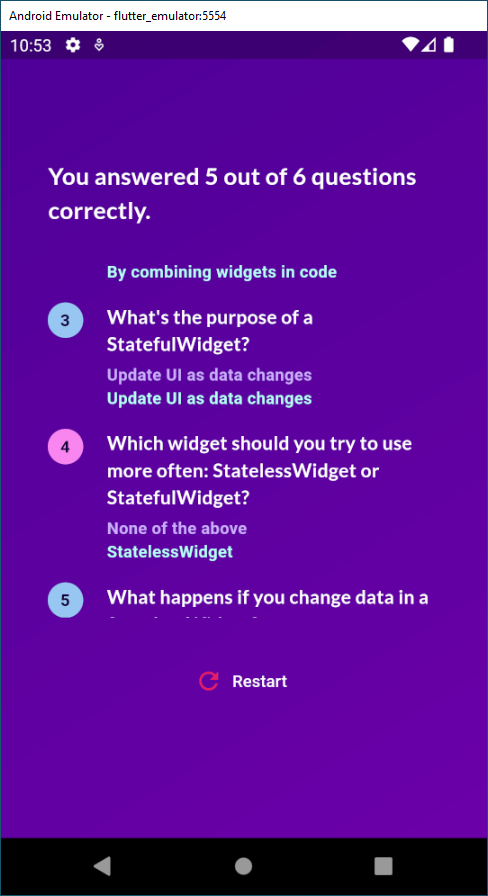 Android Emulator - flutter_emulator:5554
10:53
You answered 5 out of 6 questions
correctly.
By combining widgets in code
3
What's the purpose of a
StatefulWidget?
Update UI as data changes
Update UI as data changes
4
Which widget should you try to use
more often: StatelessWidget or
StatefulWidget?
None of the above
StatelessWidget
5
What happens if you change data in a
Restart